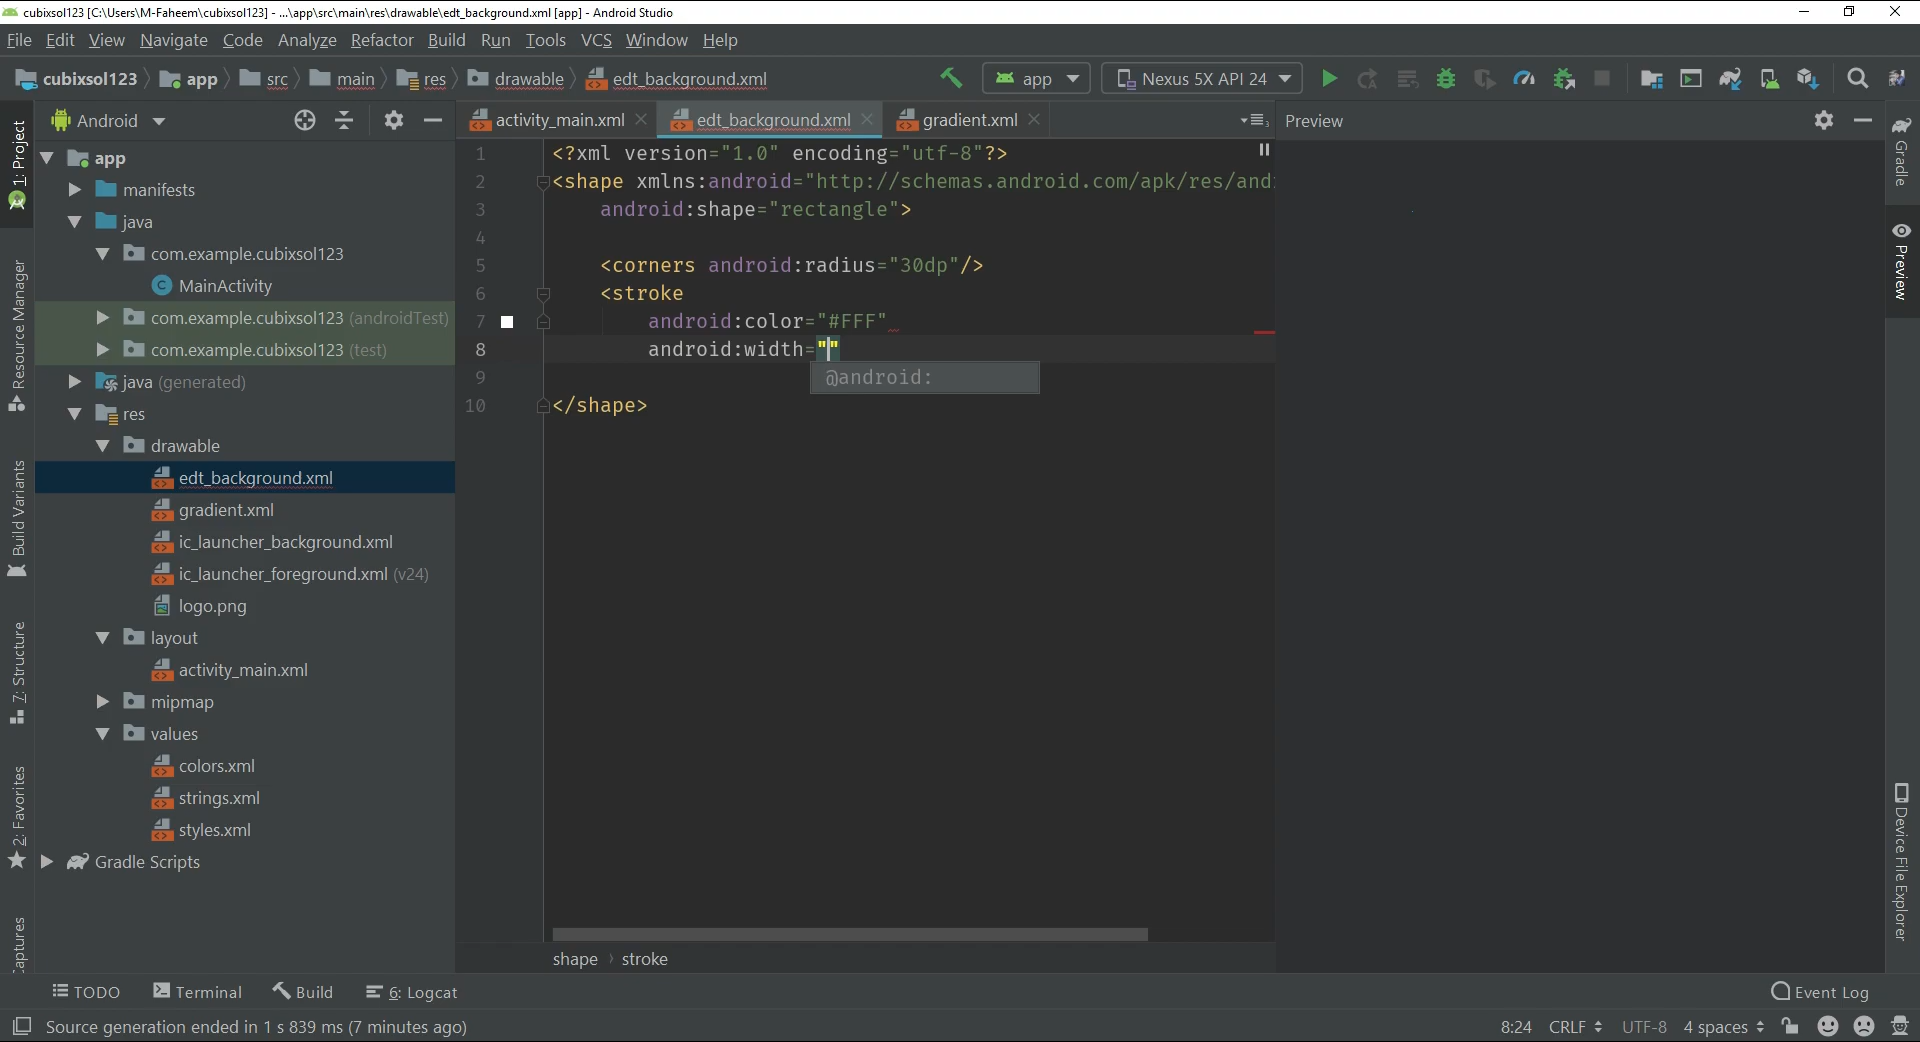 cubixsol123 [C:\Users\M-Faheem\cubixsol123] - ...\app\src\main\res\drawable\edt_background.xml [app] - Android Studio
File Edit View Navigate Code Analyze Refactor Build Run Tools VCS Window Help
cubixsol123 app src main res drawable edt_background.xml app Nexus 5X API 24
Android
activity_main.xml edt_background.xml gradient.xml
Preview
app
manifests
java
com.example.cubixsol123
MainActivity
com.example.cubixsol123 (androidTest)
com.example.cubixsol123 (test)
java (generated)
res
drawable
edt_background.xml
gradient.xml
ic_launcher_background.xml
ic_launcher_foreground.xml (v24)
logo.png
layout
activity_main.xml
mipmap
values
colors.xml
strings.xml
styles.xml
Gradle Scripts
1 <?xml version="1.0" encoding="utf-8"?>
2 <shape xmlns:android="http://schemas.android.com/apk/res/and
3 android:shape="rectangle">
4
5 <corners android:radius="30dp"/>
6 <stroke
7 android:color="#FFF"
8 android:width=""
9 @android:
10 </shape>
shape › stroke
1: Project
Resource Manager
Build Variants
7: Structure
2: Favorites
aptures
Gradle
Preview
Device File Explorer
TODO Terminal Build 6: Logcat Event Log
Source generation ended in 1 s 839 ms (7 minutes ago) 8:24 CRLF UTF-8 4 spaces